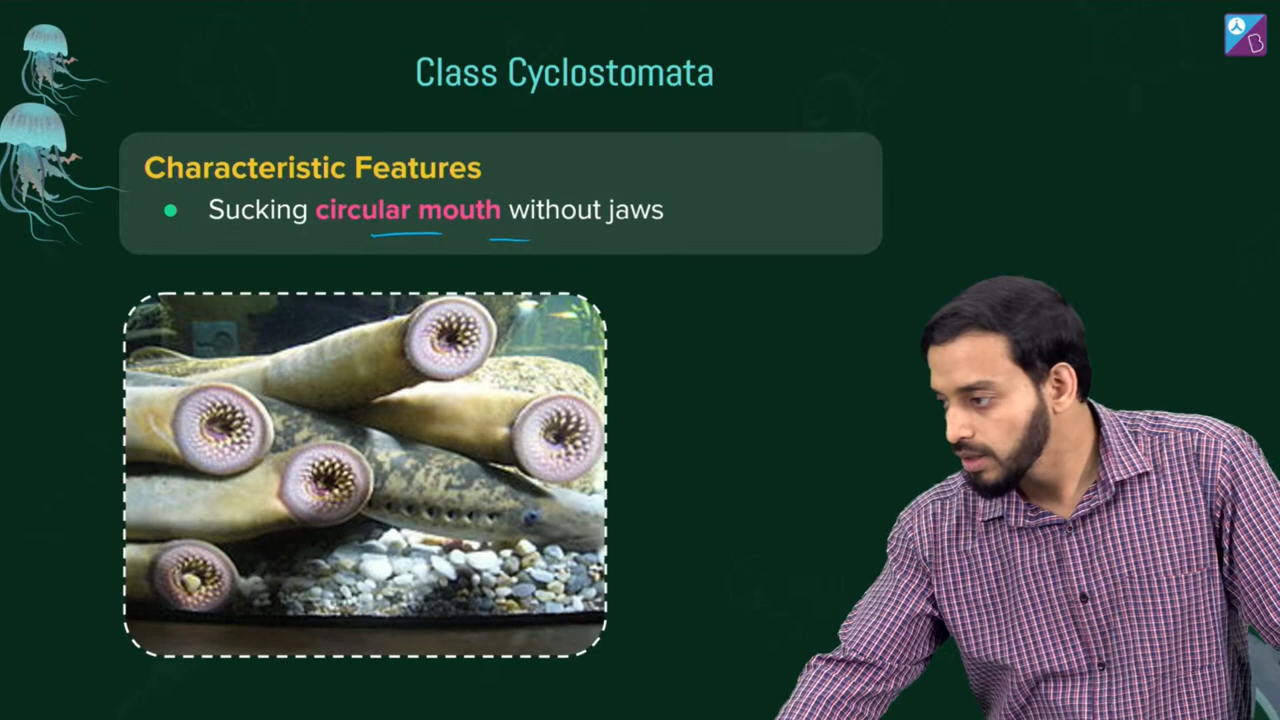 Class Cyclostomata
B
Characteristic Features
Sucking circular mouth without jaws